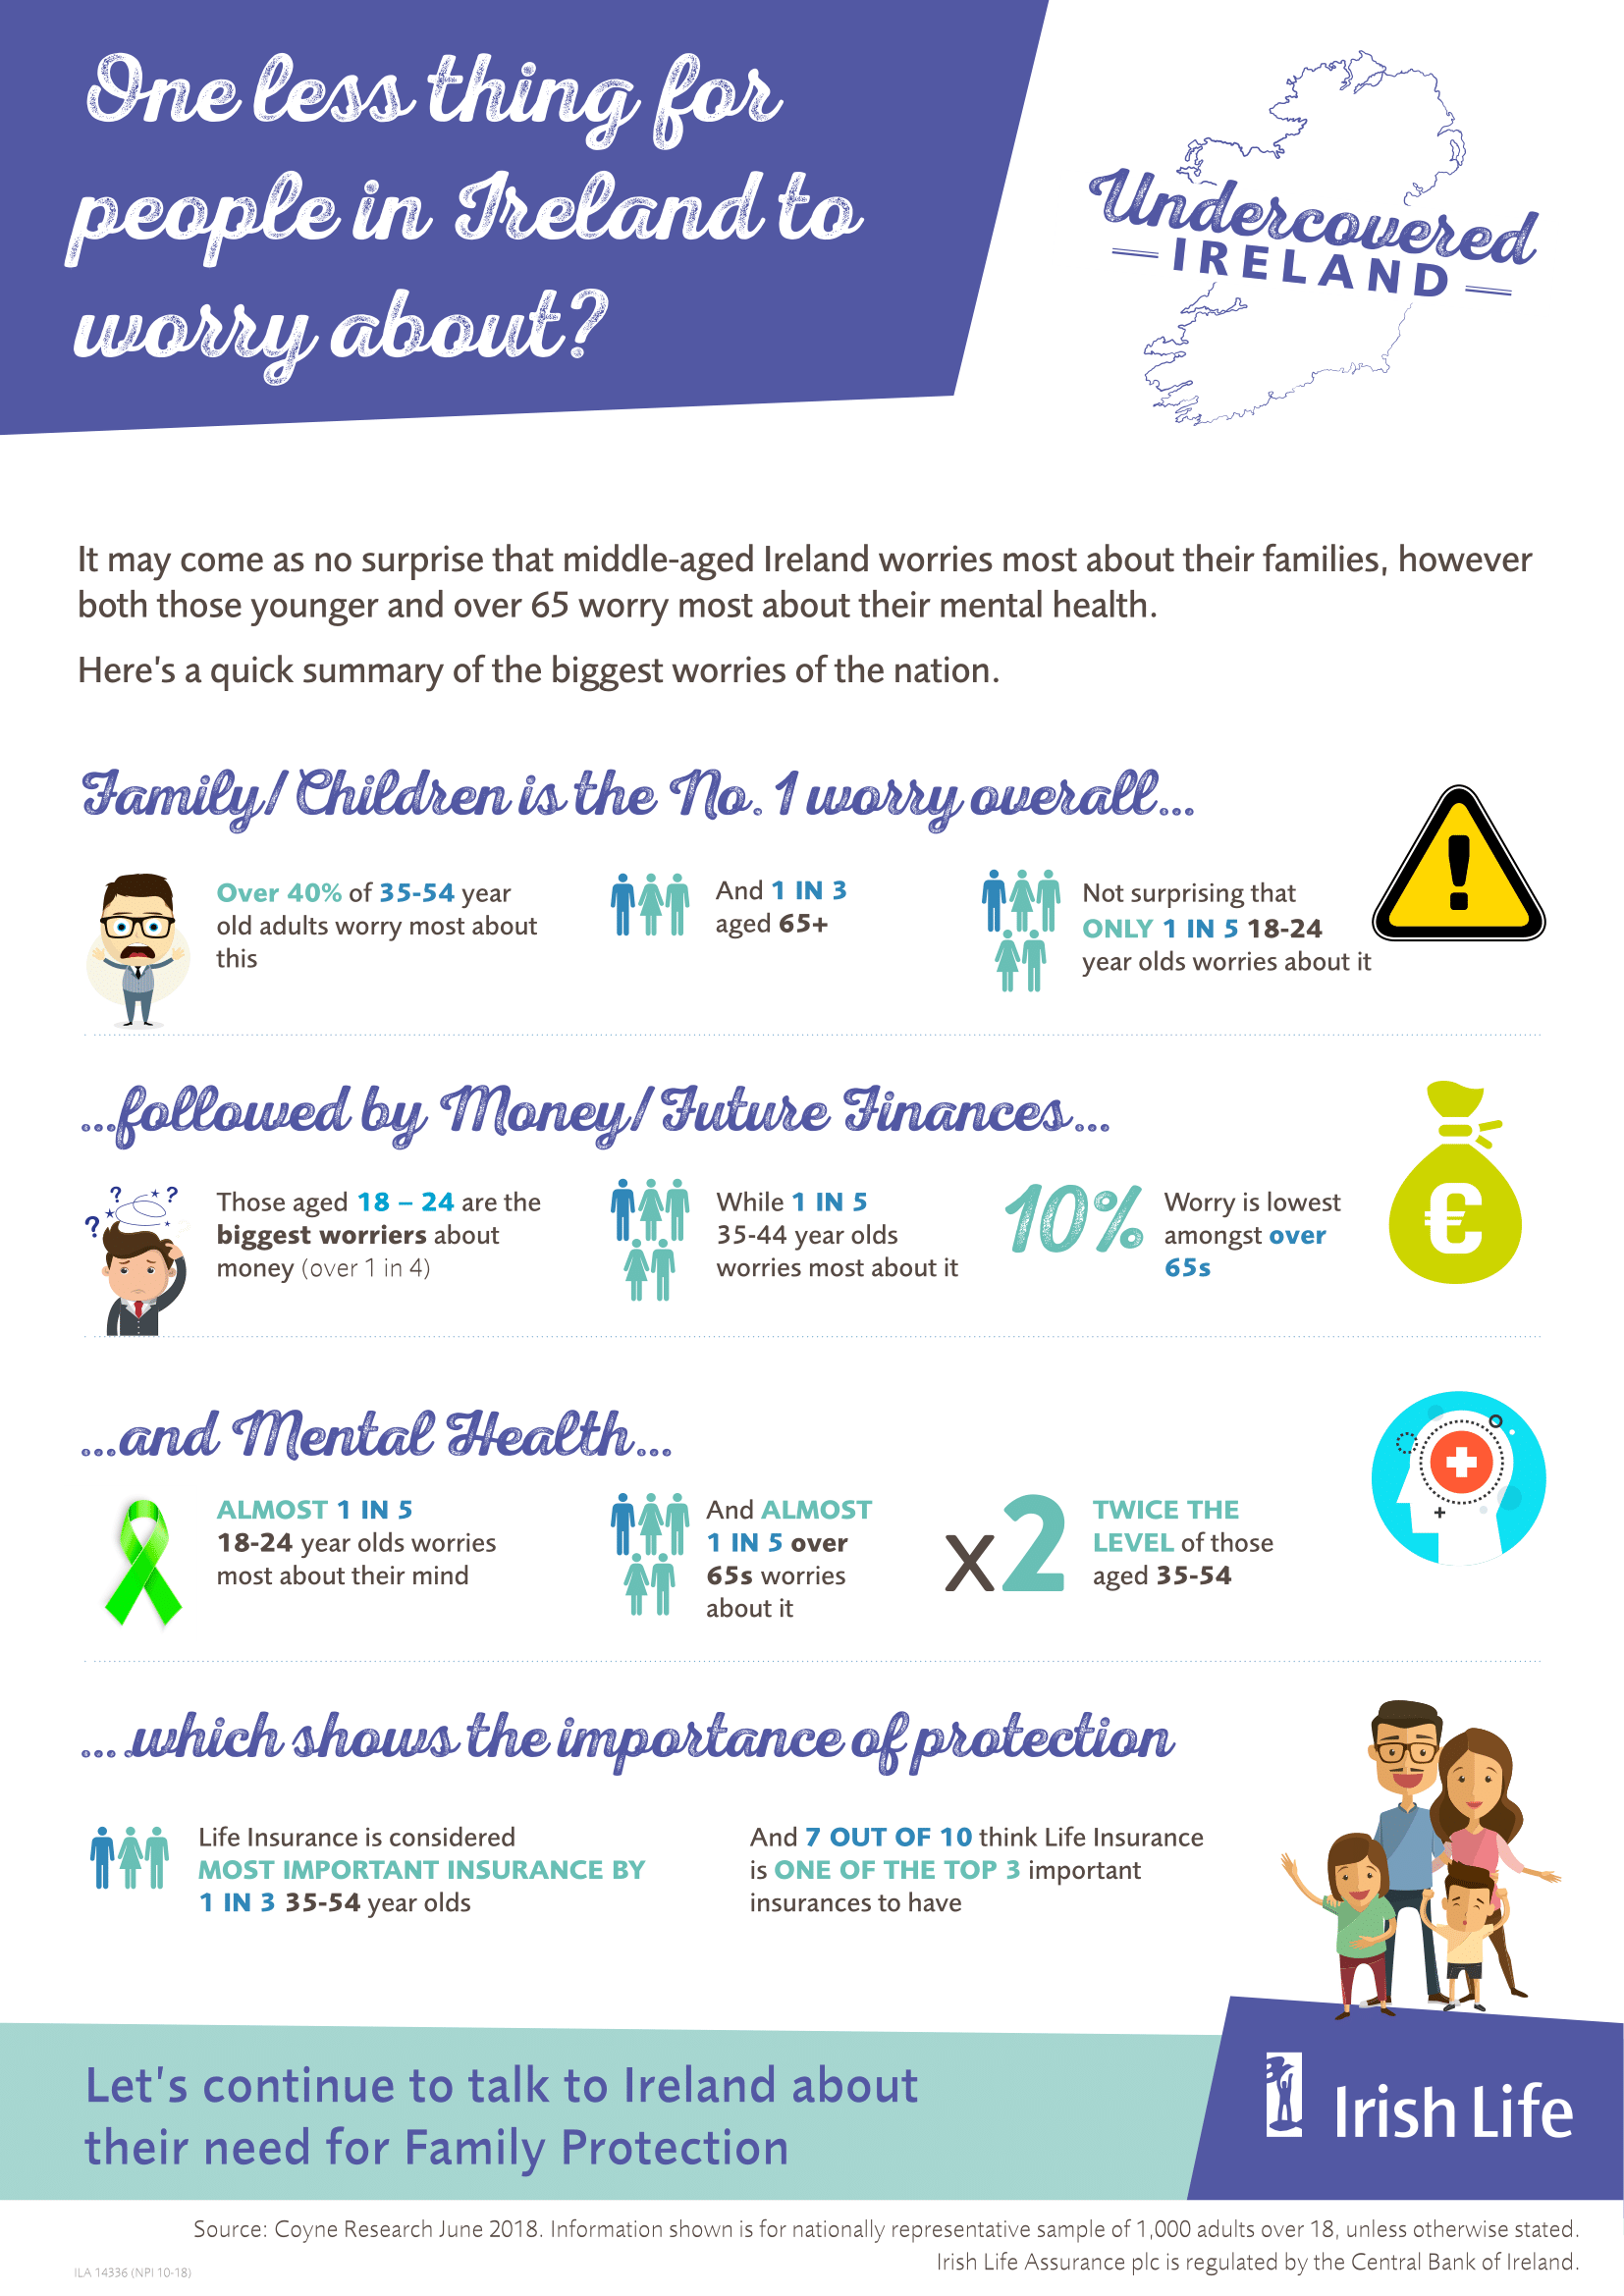 One less thing for
people in Ireland to
worry about?
Undercovered
IRELAND
It may come as no surprise that middle-aged Ireland worries most about their families, however
both those younger and over 65 worry most about their mental health.
Here's a quick summary of the biggest worries of the nation.
Family/ Children is the No. 1 worry overall...
Over 40% of 35-54 year
old adults worry most about
this
And 1 IN 3
aged 65+
Not surprising that
ONLY 1 IN 5 18-24
year olds worries about it
!
...followed by Money/ Future Finances...
? ?
?
Those aged 18 – 24 are the
biggest worriers about
money (over 1 in 4)
While 1 IN 5
35-44 year olds
worries most about it
10%
Worry is lowest
amongst over
65s
€
...and Mental Health...
ALMOST 1 IN 5
18-24 year olds worries
most about their mind
And ALMOST
1 IN 5 over
65s worries
about it
x2
TWICE THE
LEVEL of those
aged 35-54
....which shows the importance of protection
Life Insurance is considered
MOST IMPORTANT INSURANCE BY
1 IN 3 35-54 year olds
And 7 OUT OF 10 think Life Insurance
is ONE OF THE TOP 3 important
insurances to have
Let's continue to talk to Ireland about
their need for Family Protection
Irish Life
Source: Coyne Research June 2018. Information shown is for nationally representative sample of 1,000 adults over 18, unless otherwise stated.
Irish Life Assurance plc is regulated by the Central Bank of Ireland.
ILA 14336 (NPI 10-18)